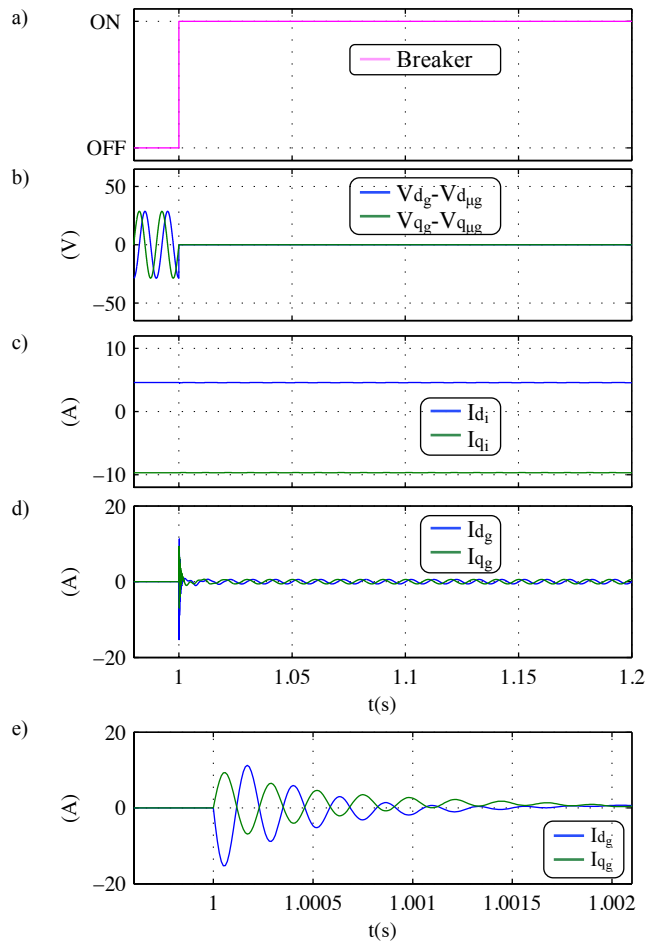 a)
ON
Breaker
OFF
b)
50
Vdg-Vdμg
Vqg-Vqμg
0
(V)
−50
c)
10
0
(A)
Idi
Iqi
−10
d)
20
Idg
Iqg
0
(A)
−20
1 1.05 1.1 1.15 1.2
t(s)
e)
20
0
(A)
Idg
Iqg
−20
1 1.0005 1.001 1.0015 1.002
t(s)